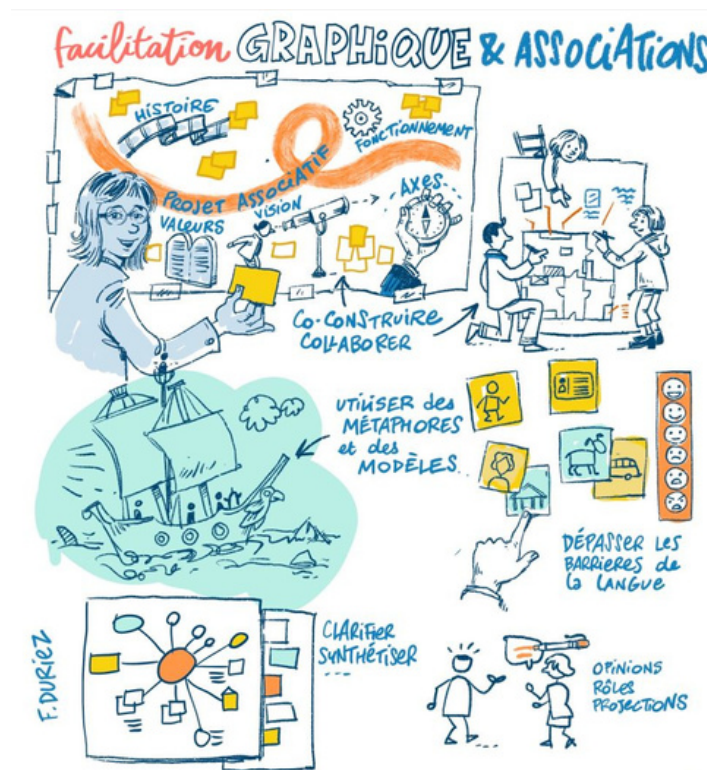 facilitation GRAPHIQUE & ASSOCIATIONS
HISTOIRE
FONCTIONNEMENT
PROJET ASSOCIATIF
VALEURS
VISION
AXES...
CO-CONSTRUIRE
COLLABORER
UTILISER des
MÉTAPHORES
et des
MODÈLES...
DÉPASSER LES
BARRIERES de
la LANGUE
CLARIFIER
SYNTHÉTISER
...
OPINIONS
RÔLES
PROJECTIONS
F. DURIEZ